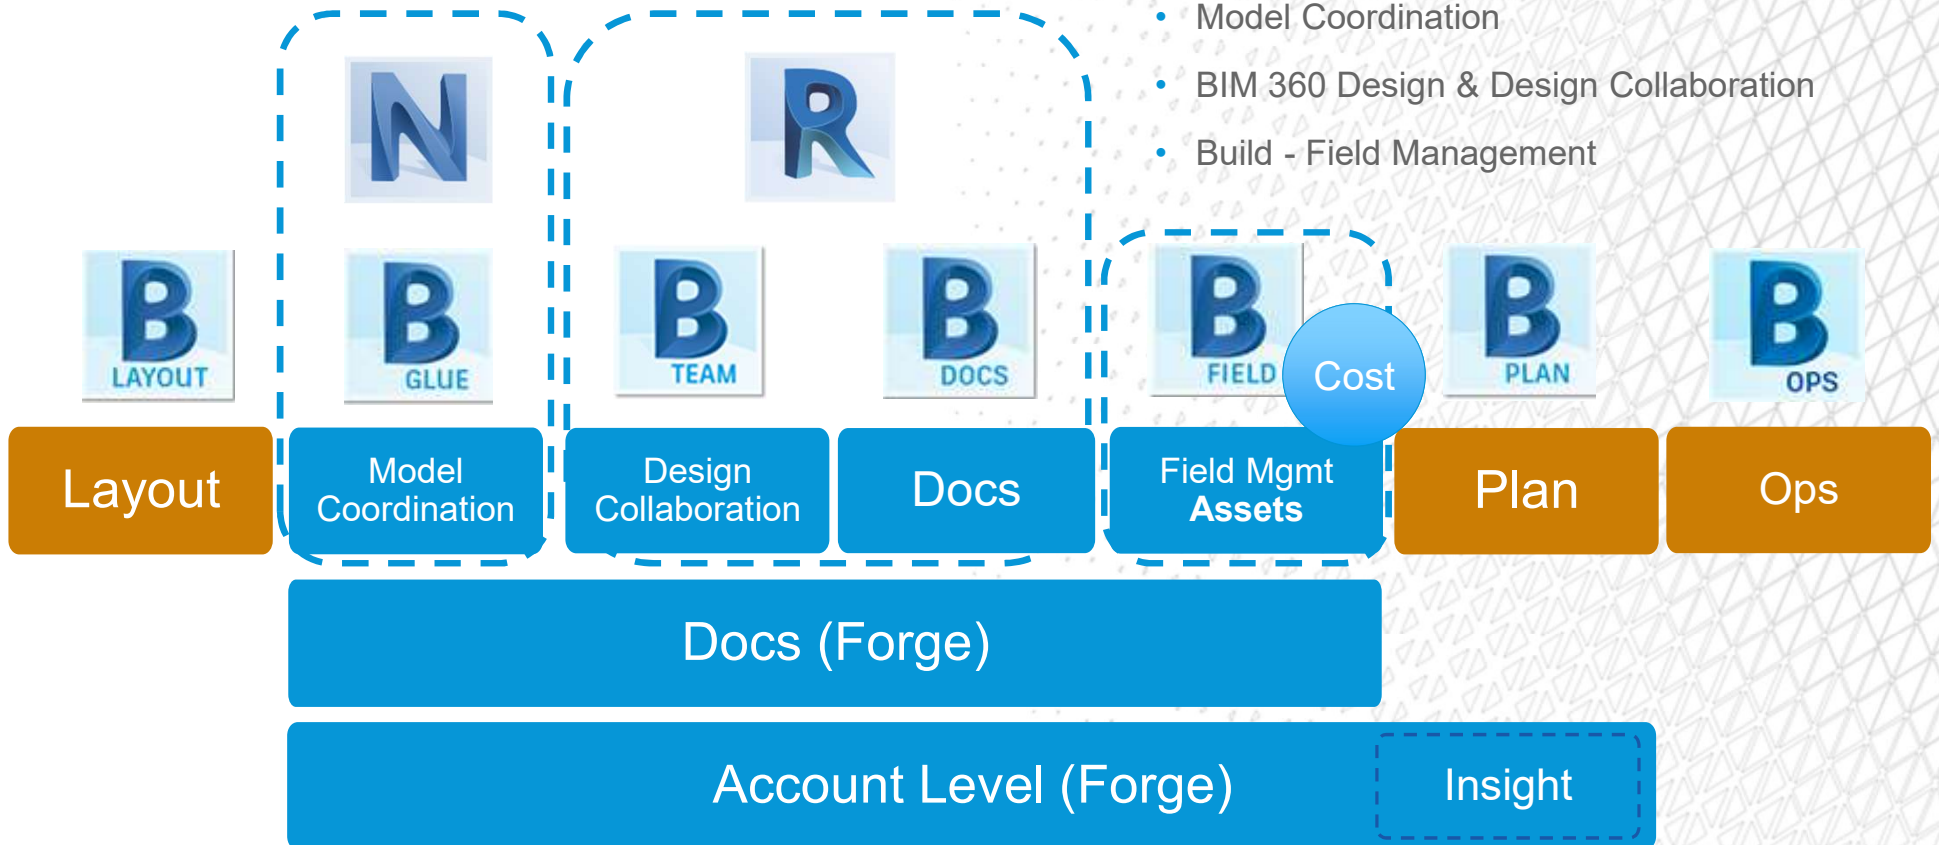 Model Coordination
BIM 360 Design & Design Collaboration
Build - Field Management
N
R
B
LAYOUT
B
GLUE
B
TEAM
B
DOCS
B
FIELD
Cost
B
PLAN
B
OPS
Layout
Model
Coordination
Design
Collaboration
Docs
Field Mgmt
Assets
Plan
Ops
Docs (Forge)
Account Level (Forge)
Insight